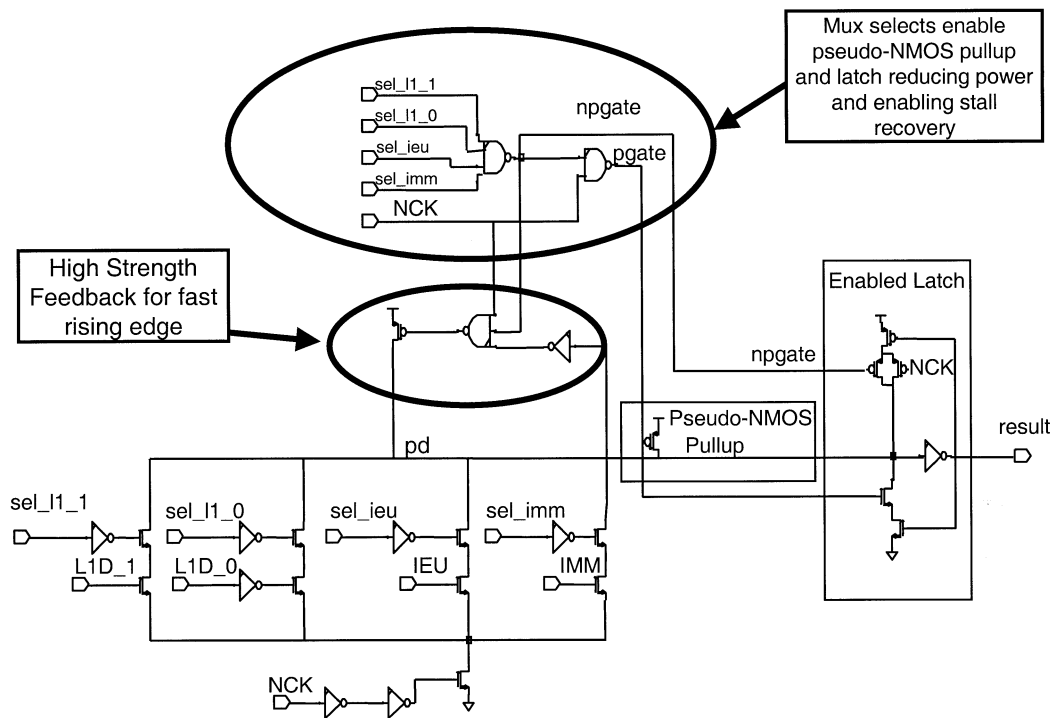 Mux selects enable
pseudo-NMOS pullup
and latch reducing power
and enabling stall
recovery
sel_l1_1
npgate
sel_l1_0
sel_ieu
pgate
sel_imm
NCK
High Strength
Feedback for fast
rising edge
Enabled Latch
npgate
NCK
Pseudo-NMOS
Pullup
result
pd
sel_l1_1
sel_l1_0
sel_ieu
sel_imm
L1D_1
L1D_0
IEU
IMM
NCK